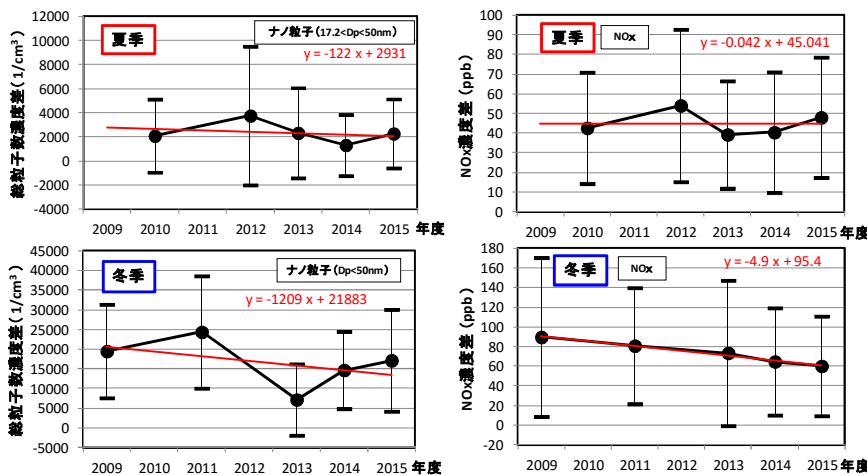 総粒子数濃度差(1/cm³)
12000
10000
8000
6000
4000
2000
0
-2000
-4000
夏季
ナノ粒子(17.2<Dp<50nm)
y = -122 x + 2931
2009 2010 2011 2012 2013 2014 2015 年度
NOx濃度差(ppb)
100
90
80
70
60
50
40
30
20
10
0
夏季
NOx
y = -0.042 x + 45.041
2009 2010 2011 2012 2013 2014 2015 年度
総粒子数濃度差(1/cm³)
45000
40000
35000
30000
25000
20000
15000
10000
5000
0
-5000
冬季
ナノ粒子(Dp<50nm)
y = -1209 x + 21883
2009 2010 2011 2012 2013 2014 2015 年度
NOx濃度差(ppb)
180
160
140
120
100
80
60
40
20
0
-20
冬季
NOx
y = -4.9 x + 95.4
2009 2010 2011 2012 2013 2014 2015 年度